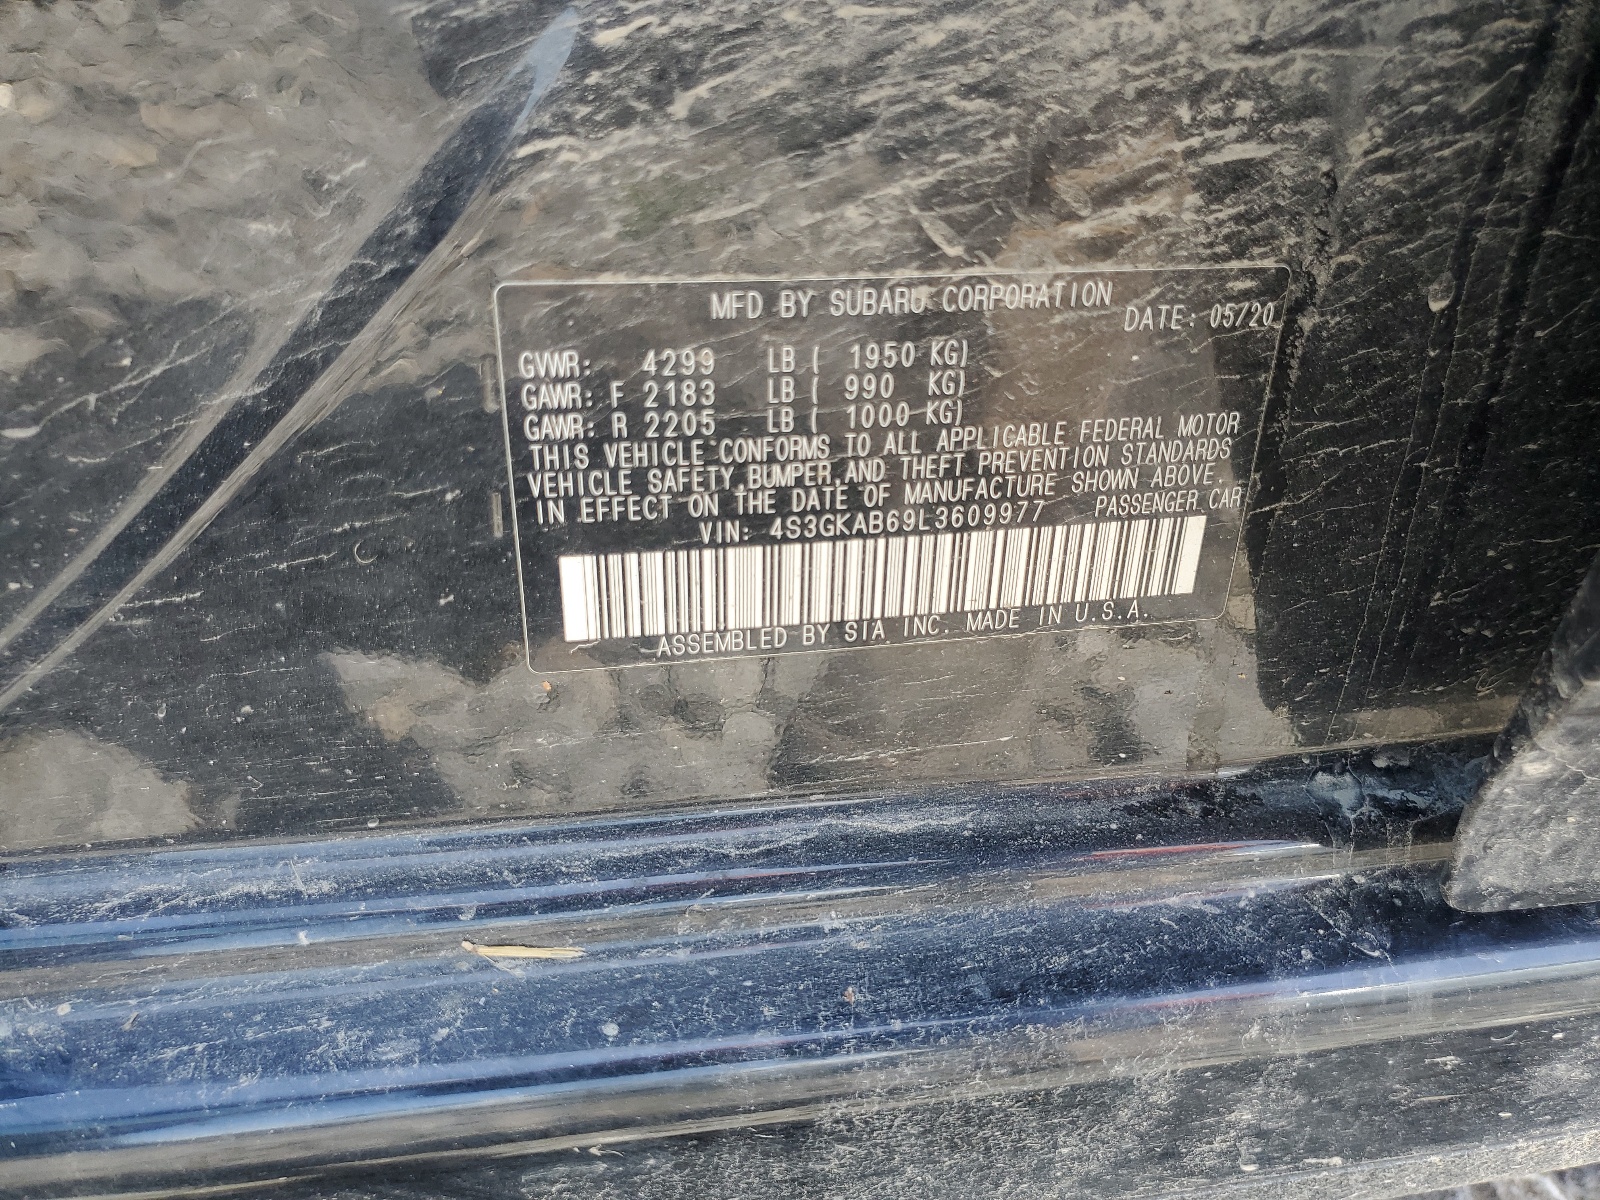 MFD BY SUBARU CORPORATION
DATE: 05/20
GVWR: 4299 LB ( 1950 KG)
GAWR: F 2183 LB ( 990 KG)
GAWR: R 2205 LB ( 1000 KG)
THIS VEHICLE CONFORMS TO ALL APPLICABLE FEDERAL MOTOR
VEHICLE SAFETY,BUMPER,AND THEFT PREVENTION STANDARDS
IN EFFECT ON THE DATE OF MANUFACTURE SHOWN ABOVE.
VIN: 4S3GKAB69L3609977 PASSENGER CAR
ASSEMBLED BY SIA INC. MADE IN U.S.A.